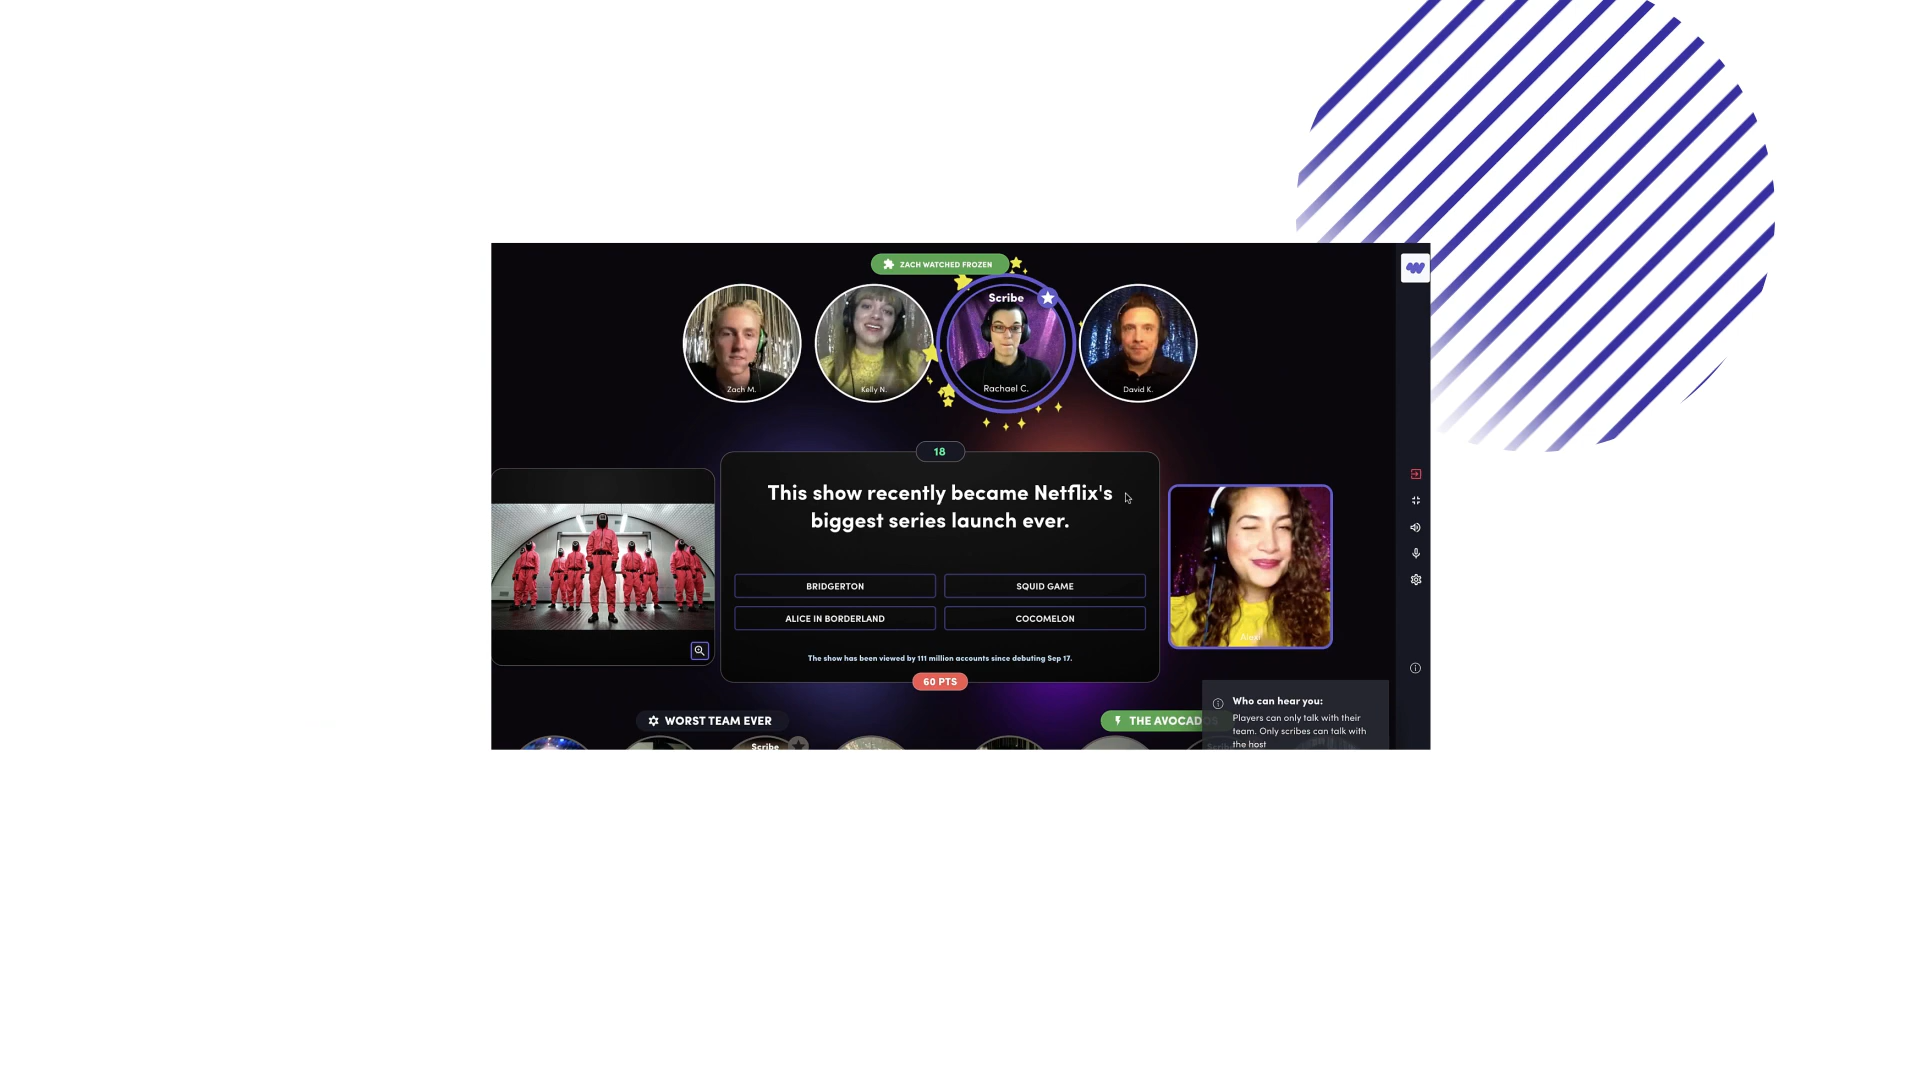 ZACH WATCHED FROZEN
Scribe
Zach M.
Kelly N.
Rachael C.
David K.
18
This show recently became Netflix's
biggest series launch ever.
BRIDGERTON
SQUID GAME
ALICE IN BORDERLAND
COCOMELON
The show has been viewed by 111 million accounts since debuting Sep 17.
60 PTS
WORST TEAM EVER
THE AVOCADOS
Scribe
Who can hear you:
Players can only talk with their
team. Only scribes can talk with
the host